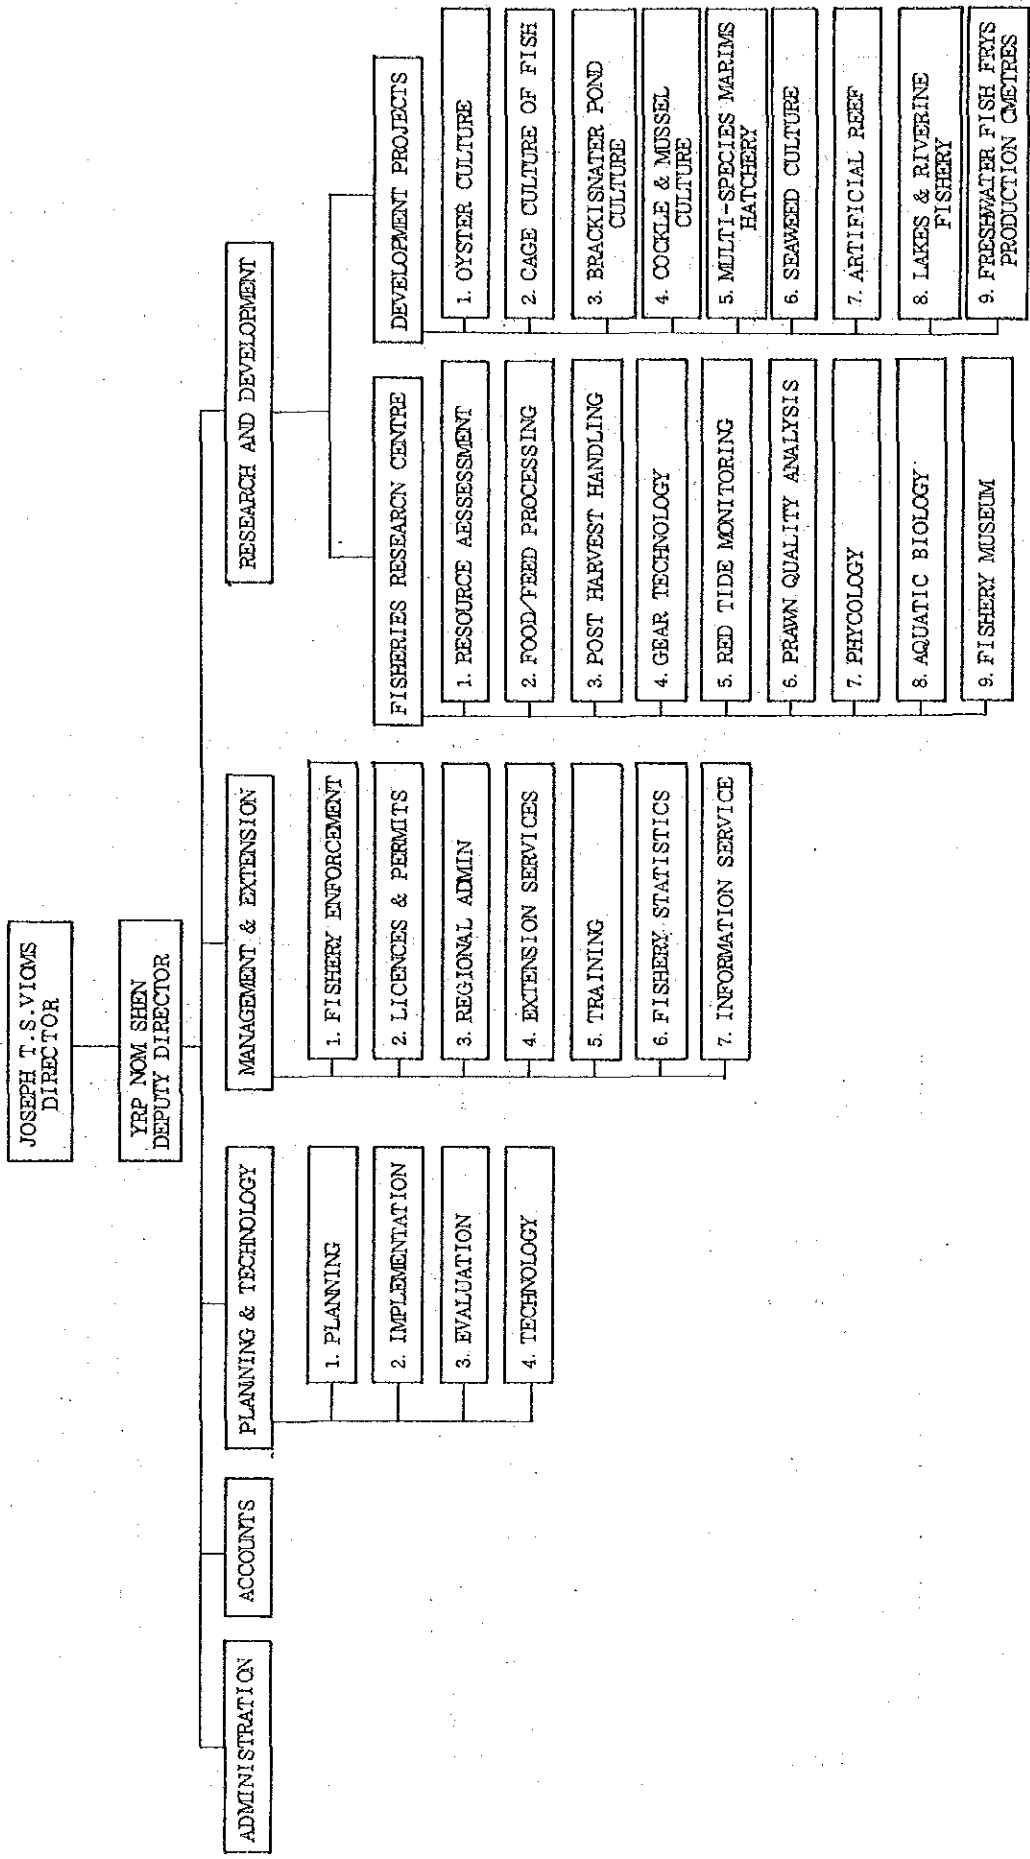 JOSEPH T.S.VIOMS
DIRECTOR
YRP NOM SHEN
DEPUTY DIRECTOR
ADMINISTRATION
ACCOUNTS
PLANNING & TECHNOLOGY
1. PLANNING
2. IMPLEMENTATION
3. EVALUATION
4. TECHNOLOGY
MANAGEMENT & EXTENSION
1. FISHERY ENFORCEMENT
2. LICENCES & PERMITS
3. REGIONAL ADMIN
4. EXTENSION SERVICES
5. TRAINING
6. FISHERY STATISTICS
7. INFORMATION SERVICE
RESEARCH AND DEVELOPMENT
FISHERIES RESEARCN CENTRE
1. RESOURCE AESSESSMENT
2. FOOD/FEED PROCESSING
3. POST HARVEST HANDLING
4. GEAR TECHNOLOGY
5. RED TIDE MONITORING
6. PRAWN QUALITY ANALYSIS
7. PHYCOLOGY
8. AQUATIC BIOLOGY
9. FISHERY MUSEUM
DEVELOPMENT PROJECTS
1. OYSTER CULTURE
2. CAGE CULTURE OF FISH
3. BRACKISNATER POND
CULTURE
4. COCKLE & MUSSEL
CULTURE
5. MULTI-SPECIES MARIMS
HATCHERY
6. SEAWEED CULTURE
7. ARTIFICIAL REEF
8. LAKES & RIVERINE
FISHERY
9. FRESHWATER FISH FRYS
PRODUCTION CMETRES